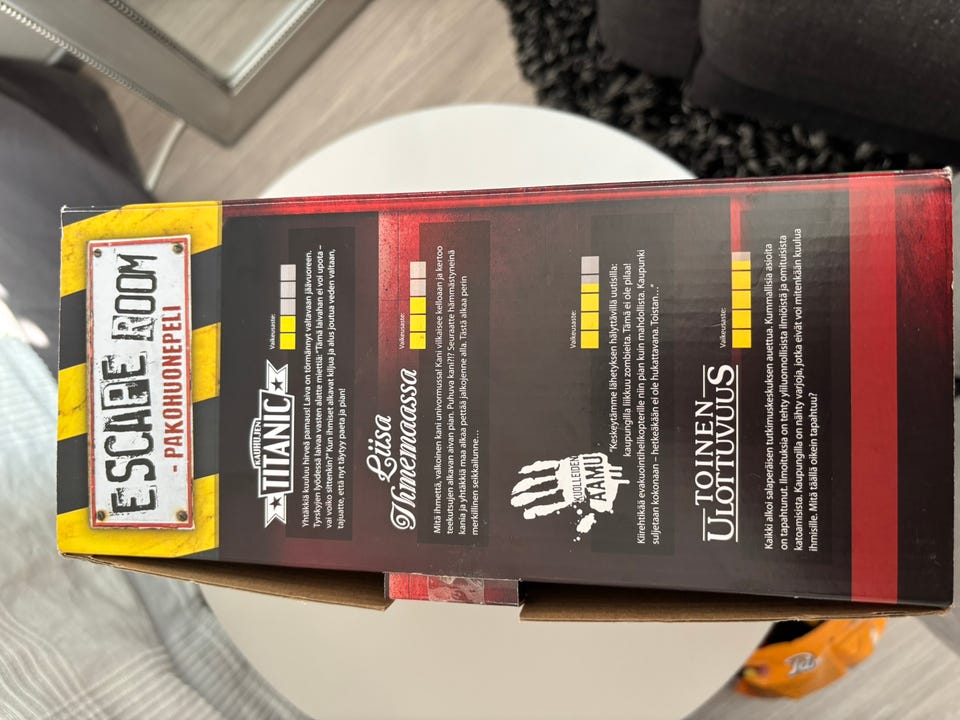 ESCAPE ROOM
- PAKOHUONEPELI -
KAUHUJEN
TITANIC
Vaikeusaste:
Yhtäkkiä kuuluu hirveä pamaus! Laiva on törmännyt valtavaan jäävuoreen.
Tyrskyjen lyödessä laivaa vasten alatte miettiä: "Tämä laivahan ei voi upota –
vai voiko sittenkin?" Kun ihmiset alkavat kiljua ja alus joutua veden valtaan,
tajuatte, että nyt täytyy paeta ja pian!
Liisa
Ihmemaassa
Vaikeusaste:
Mitä ihmettä, valkoinen kani univormussa! Kani vilkaisee kelloaan ja kertoo
teekutsujen alkavan aivan pian. Puhuva kani?!? Seuraatte hämmästyneinä
kania ja yhtäkkiä maa alkaa pettää jalkojenne alla. Tästä alkaa perin
merkillinen seikkailunne...
KUOLLEIDEN
AAMU
Vaikeusaste:
"Keskeytämme lähetyksen hälyttävillä uutisilla:
kaupungilla liikkuu zombieita. Tämä ei ole pilaa!
Kiirehtikää evakuointihelikopterille niin pian kuin mahdollista. Kaupunki
suljetaan kokonaan – hetkeäkään ei ole hukattavana. Toistan..."
TOINEN
ULOTTUVUUS
Vaikeusaste:
Kaikki alkoi salaperäisen tutkimuskeskuksen auettua. Kummallisia asioita
on tapahtunut. Ilmoituksia on tehty yliluonnollisista ilmiöistä ja omituisista
katoamisista. Kaupungilla on nähty varjoja, jotka eivät voi mitenkään kuulua
ihmisille. Mitä täällä oikein tapahtuu?